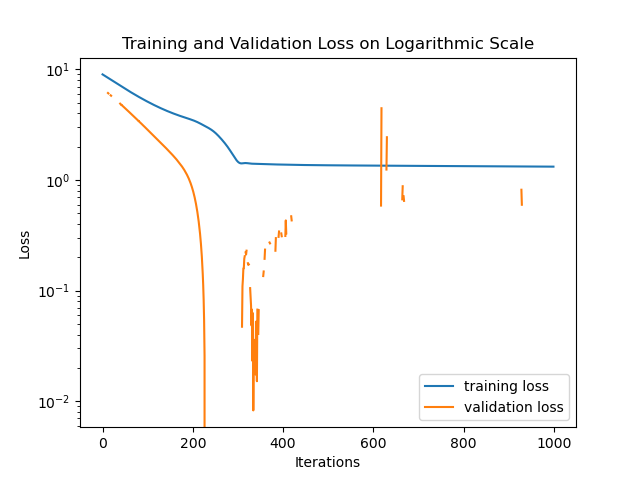 Training and Validation Loss on Logarithmic Scale
10¹
10⁰
10⁻¹
10⁻²
Loss
0 200 400 600 800 1000
Iterations
training loss
validation loss